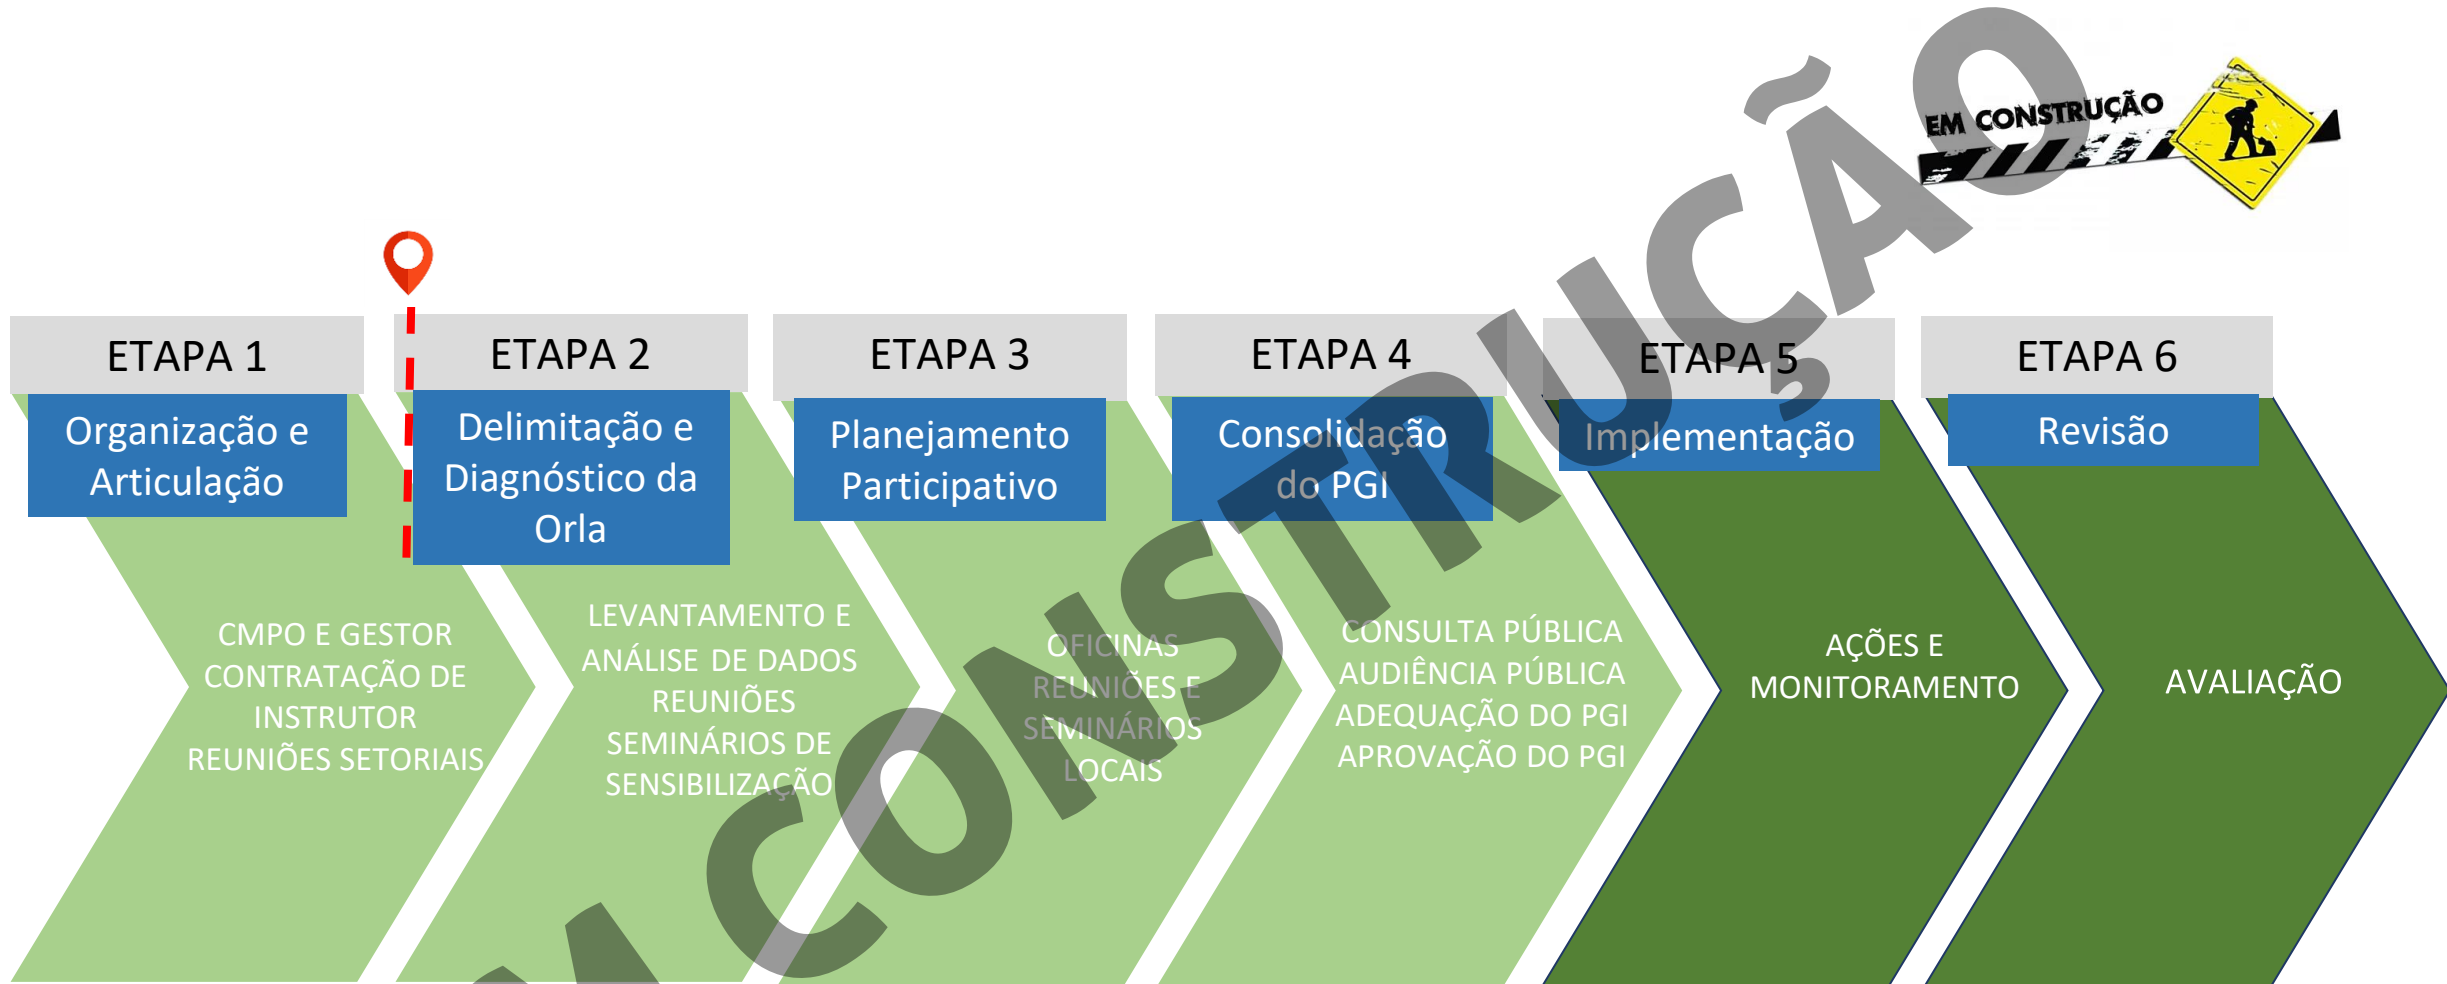 EM CONSTRUÇÃO
ETAPA 1
Organização e
Articulação
CMPO E GESTOR
CONTRATAÇÃO DE
INSTRUTOR
REUNIÕES SETORIAIS
ETAPA 2
Delimitação e
Diagnóstico da
Orla
LEVANTAMENTO E
ANÁLISE DE DADOS
REUNIÕES
SEMINÁRIOS DE
SENSIBILIZAÇÃO
ETAPA 3
Planejamento
Participativo
OFICINAS
REUNIÕES E
SEMINÁRIOS
LOCAIS
ETAPA 4
Consolidação
do PGI
CONSULTA PÚBLICA
AUDIÊNCIA PÚBLICA
ADEQUAÇÃO DO PGI
APROVAÇÃO DO PGI
ETAPA 5
Implementação
AÇÕES E
MONITORAMENTO
ETAPA 6
Revisão
AVALIAÇÃO
M CONSTRUÇÃO